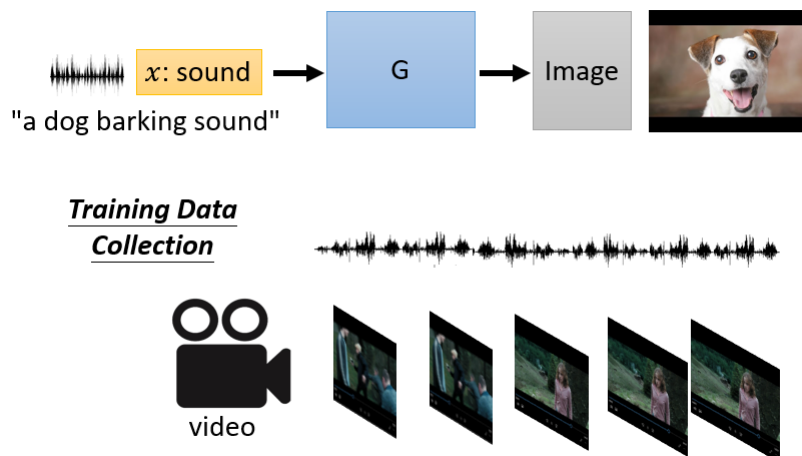 x: sound
G
Image
"a dog barking sound"
Training Data
Collection
video